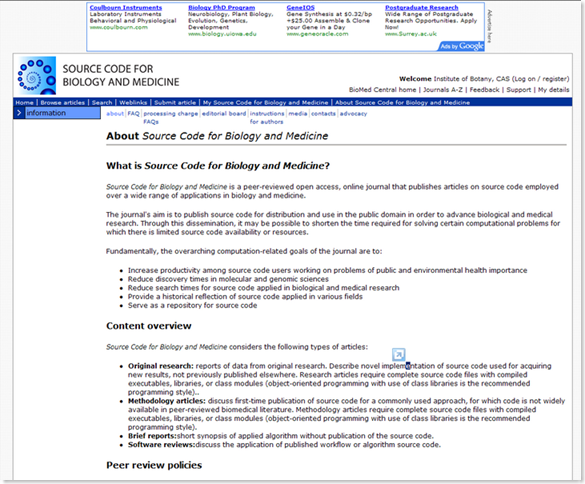 Coulbourn Instruments
Laboratory Instruments
Behavioral and Physiological
www.coulbourn.com
Biology PhD Program
Neurobiology, Plant Biology,
Evolution, Genetics,
Development
www.biology.uiowa.edu
GeneIOS
Gene Synthesis at $0.32/bp
+$25.00 Assemble & Clone
your Gene in a Day
www.geneoracle.com
Postgraduate Research
Wide Range of Postgraduate
Research Opportunities. Apply
Now!
www.Surrey.ac.uk
Ads by Google
Advertise here
SOURCE CODE FOR
BIOLOGY AND MEDICINE
Welcome Institute of Botany, CAS (Log on / register)
BioMed Central home | Journals A-Z | Feedback | Support | My details
Home | Browse articles | Search | Weblinks | Submit article | My Source Code for Biology and Medicine | About Source Code for Biology and Medicine
information
about FAQ processing charge editorial board instructions media contacts advocacy
FAQs for authors
About Source Code for Biology and Medicine
What is Source Code for Biology and Medicine?
Source Code for Biology and Medicine is a peer-reviewed open access, online journal that publishes articles on source code employed
over a wide range of applications in biology and medicine.
The journal's aim is to publish source code for distribution and use in the public domain in order to advance biological and medical
research. Through this dissemination, it may be possible to shorten the time required for solving certain computational problems for
which there is limited source code availability or resources.
Fundamentally, the overarching computation-related goals of the journal are to:
• Increase productivity among source code users working on problems of public and environmental health importance
• Reduce discovery times in molecular and genomic sciences
• Reduce search times for source code applied in biological and medical research
• Provide a historical reflection of source code applied in various fields
• Serve as a repository for source code
Content overview
Source Code for Biology and Medicine considers the following types of articles:
• Original research: reports of data from original research. Describe novel implementation of source code used for acquiring
new results, not previously published elsewhere. Research articles require complete source code files with compiled
executables, libraries, or class modules (object-oriented programming with use of class libraries is the recommended
programming style)..
• Methodology articles: discuss first-time publication of source code for a commonly used approach, for which code is not widely
available in peer-reviewed biomedical literature. Methodology articles require complete source code files with compiled
executables, libraries, or class modules (object-oriented programming with use of class libraries is the recommended
programming style).
• Brief reports:short synopsis of applied algorithm without publication of the source code.
• Software reviews:discuss the application of published workflow or algorithm source code.
Peer review policies